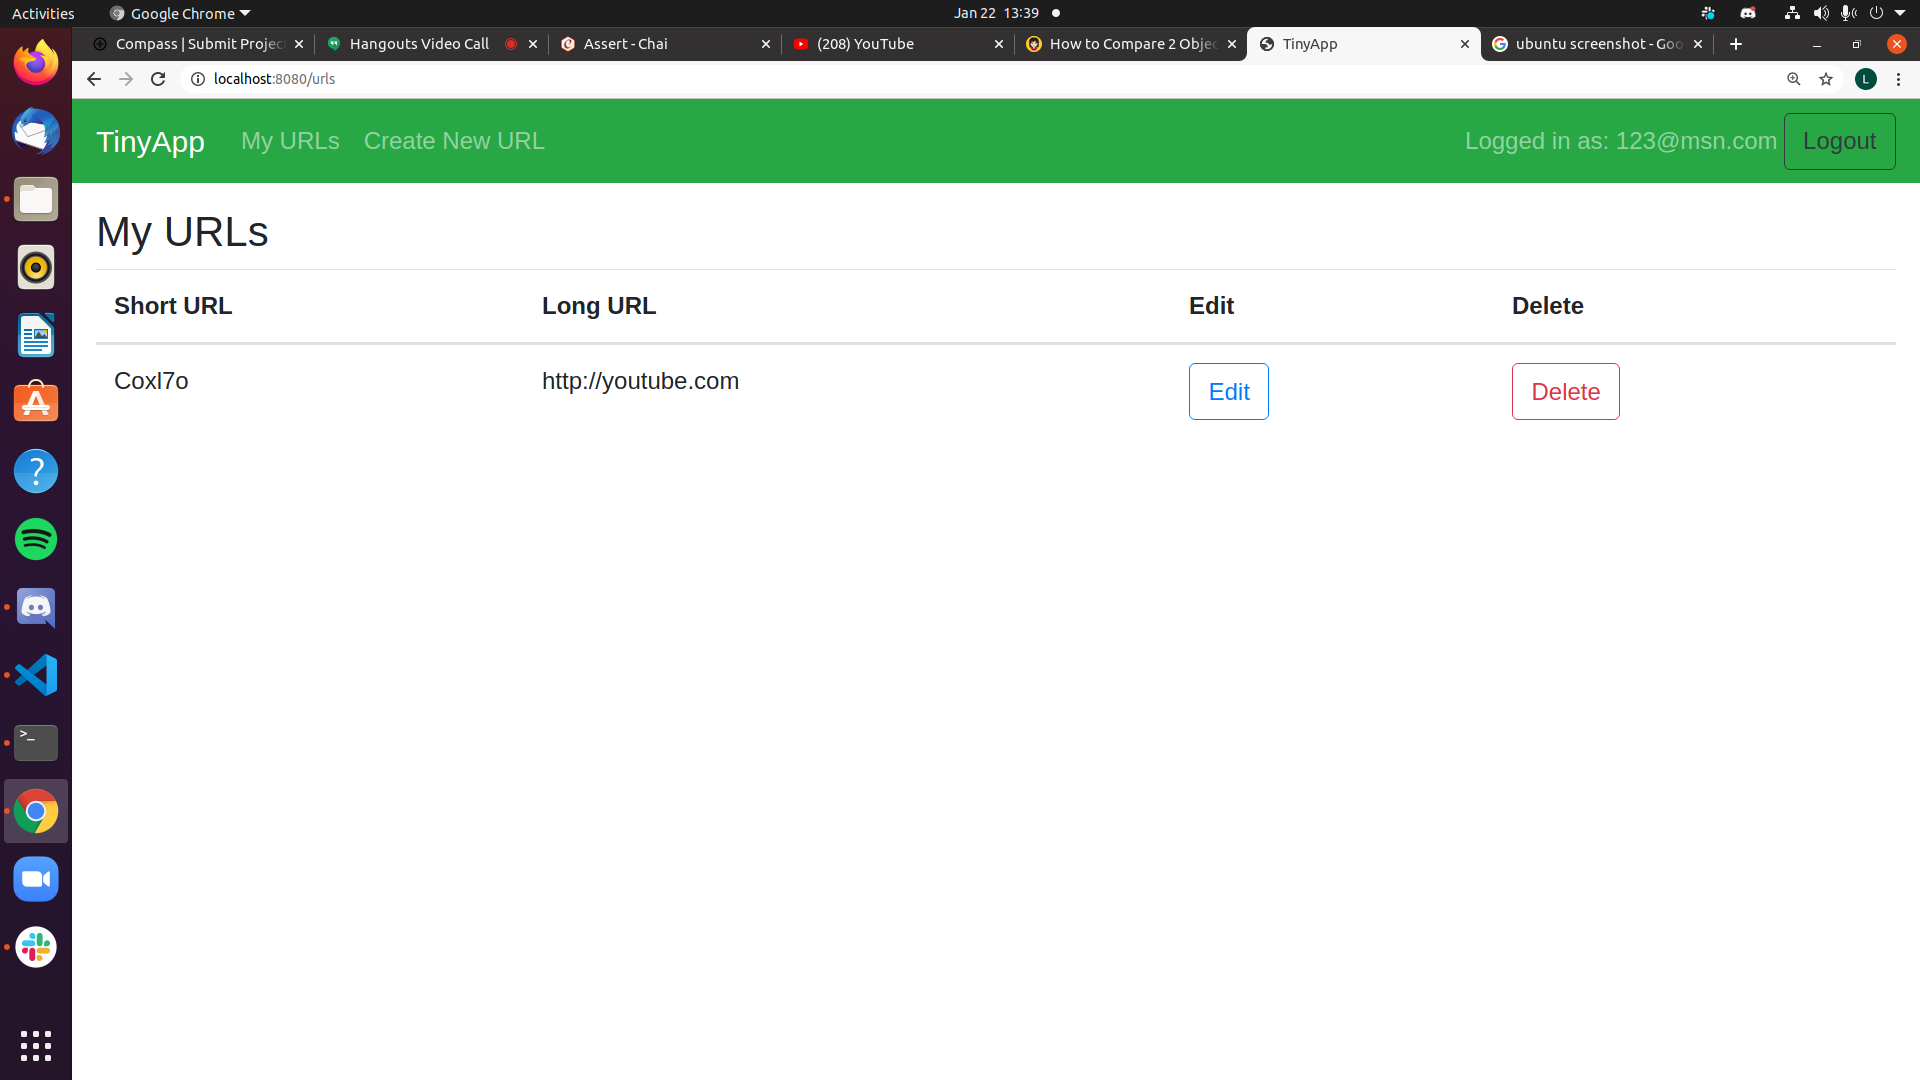 Activities Google Chrome Jan 22 13:39
Compass | Submit Projec Hangouts Video Call Assert - Chai (208) YouTube How to Compare 2 Objec TinyApp ubuntu screenshot - Goo
localhost:8080/urls L
TinyApp My URLs Create New URL Logged in as: 123@msn.com Logout
My URLs
Short URL Long URL Edit Delete
Coxl7o http://youtube.com Edit Delete